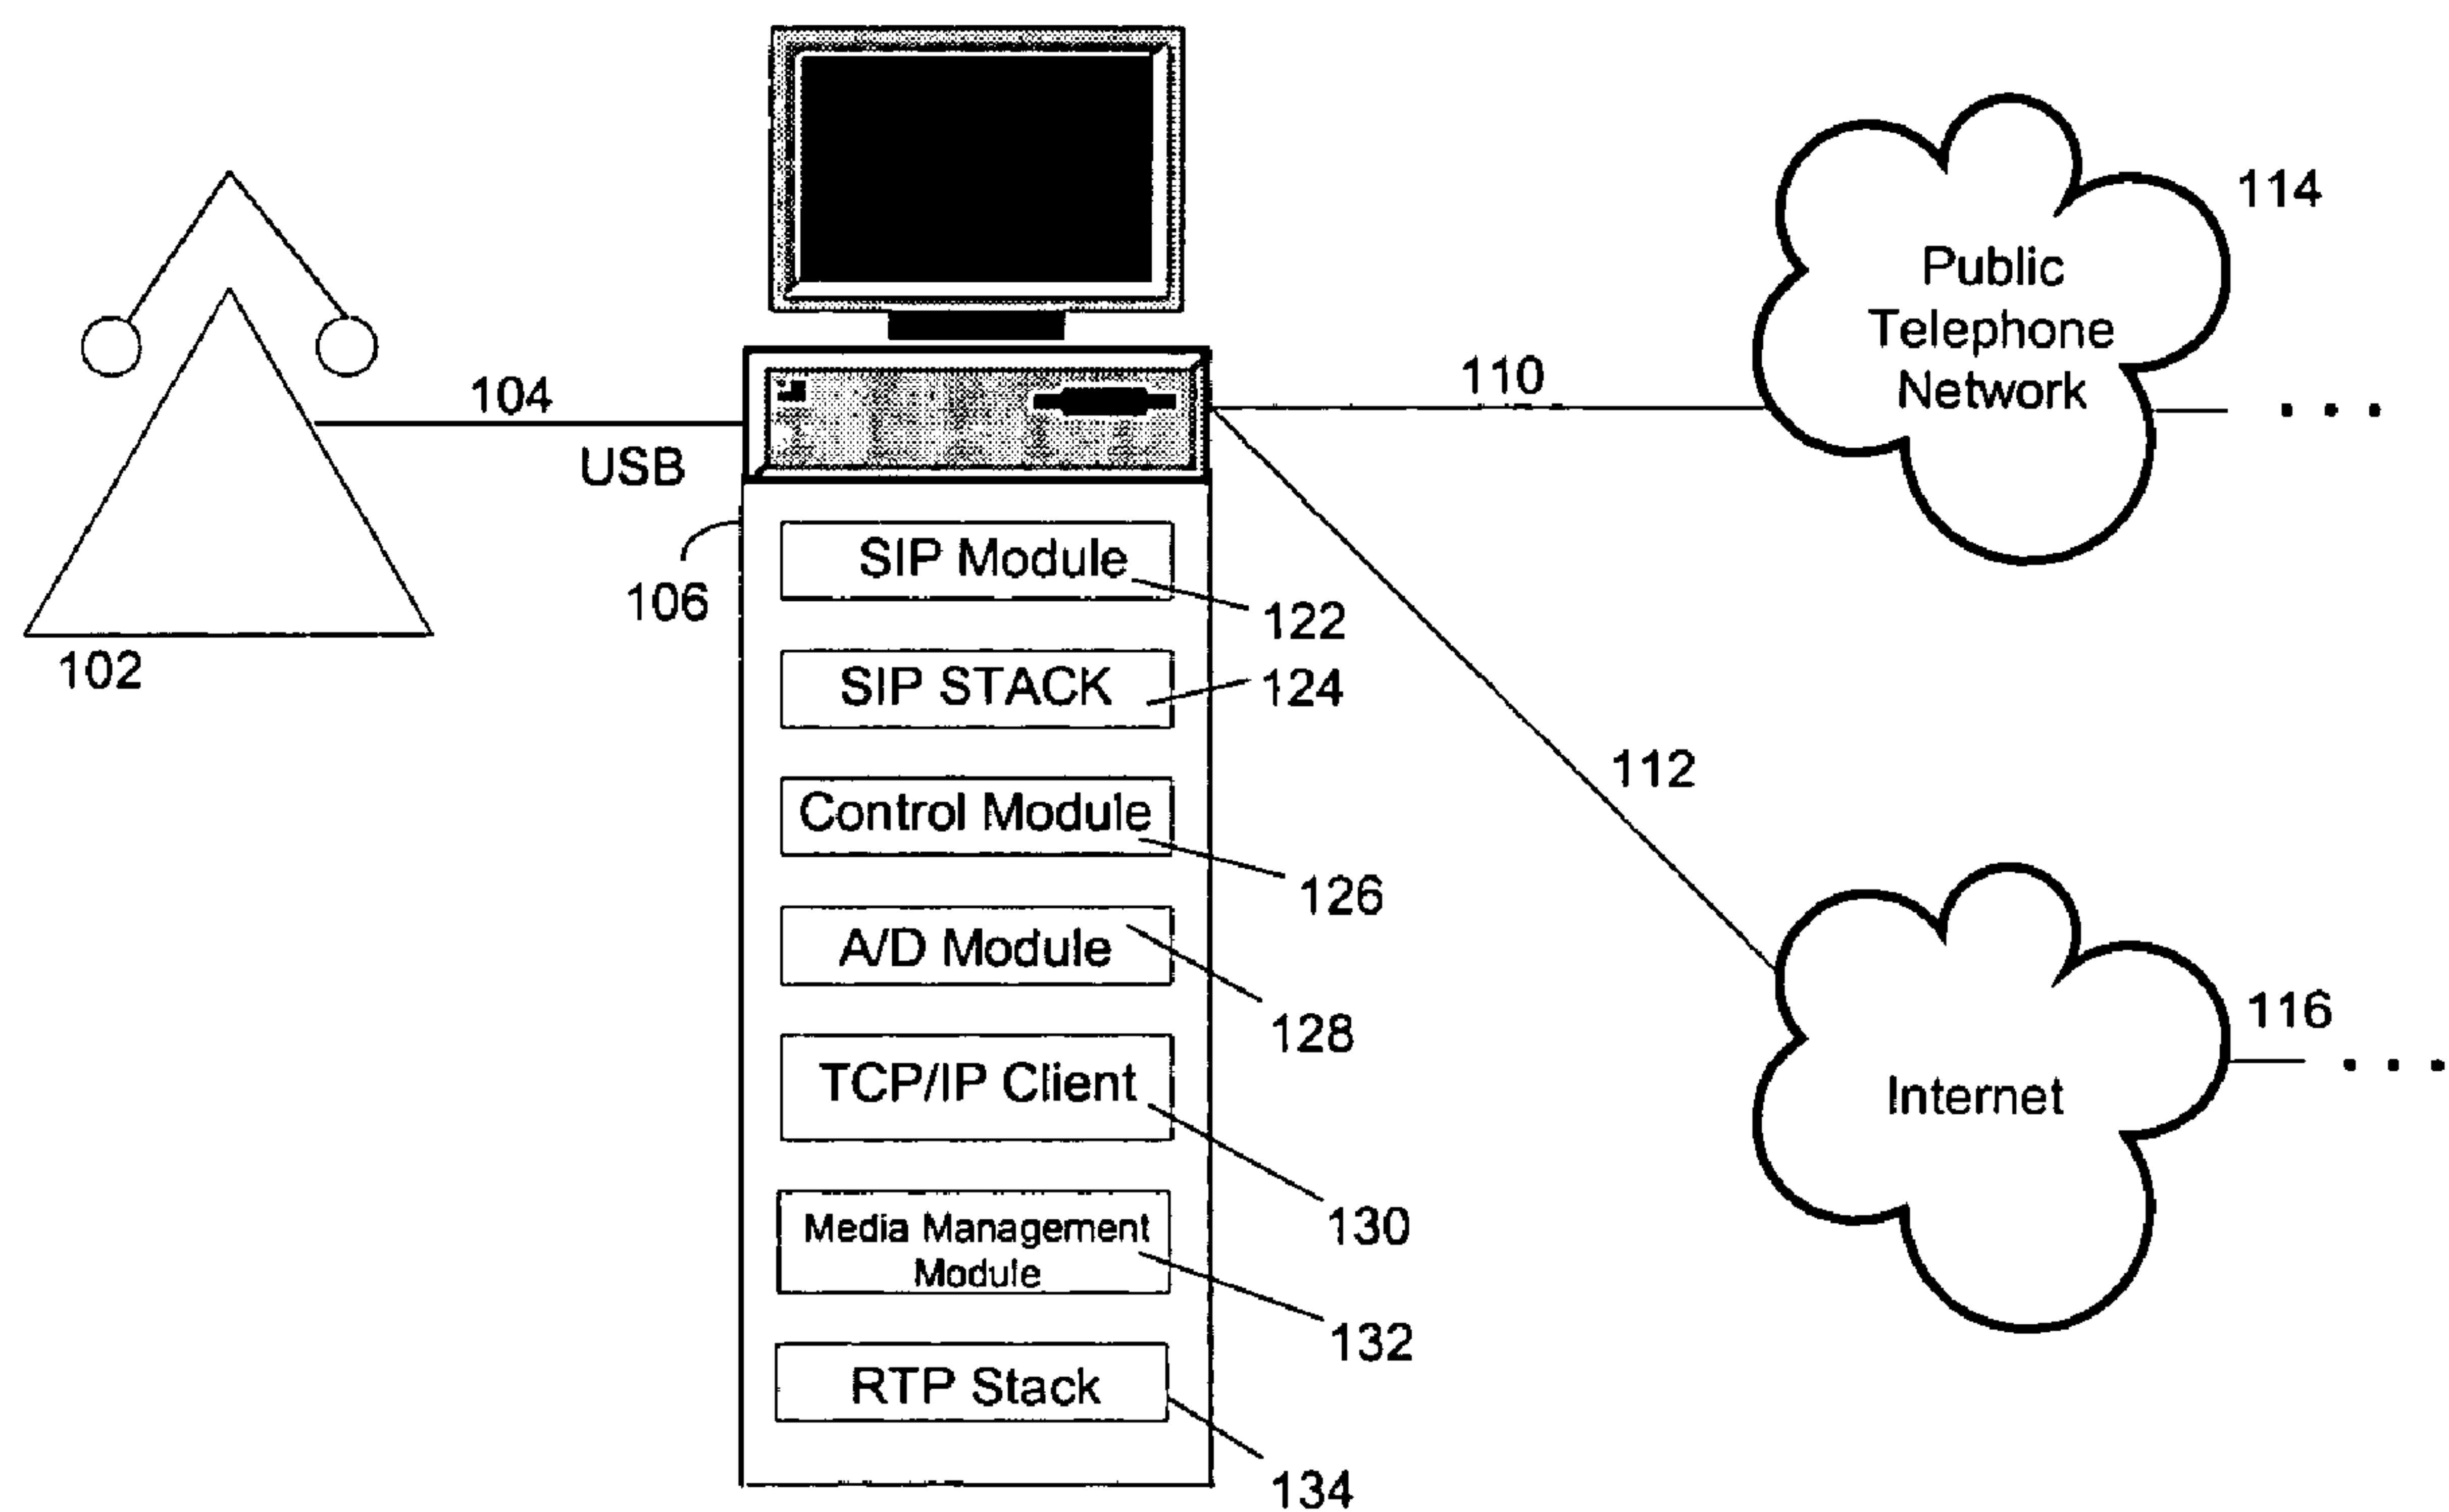 114
Public
Telephone
Network
110
104
USB
106
SIP Module
122
102
SIP STACK
124
112
Control Module
126
A/D Module
128
116
Internet
TCP/IP Client
130
Media Management
Module
132
RTP Stack
134